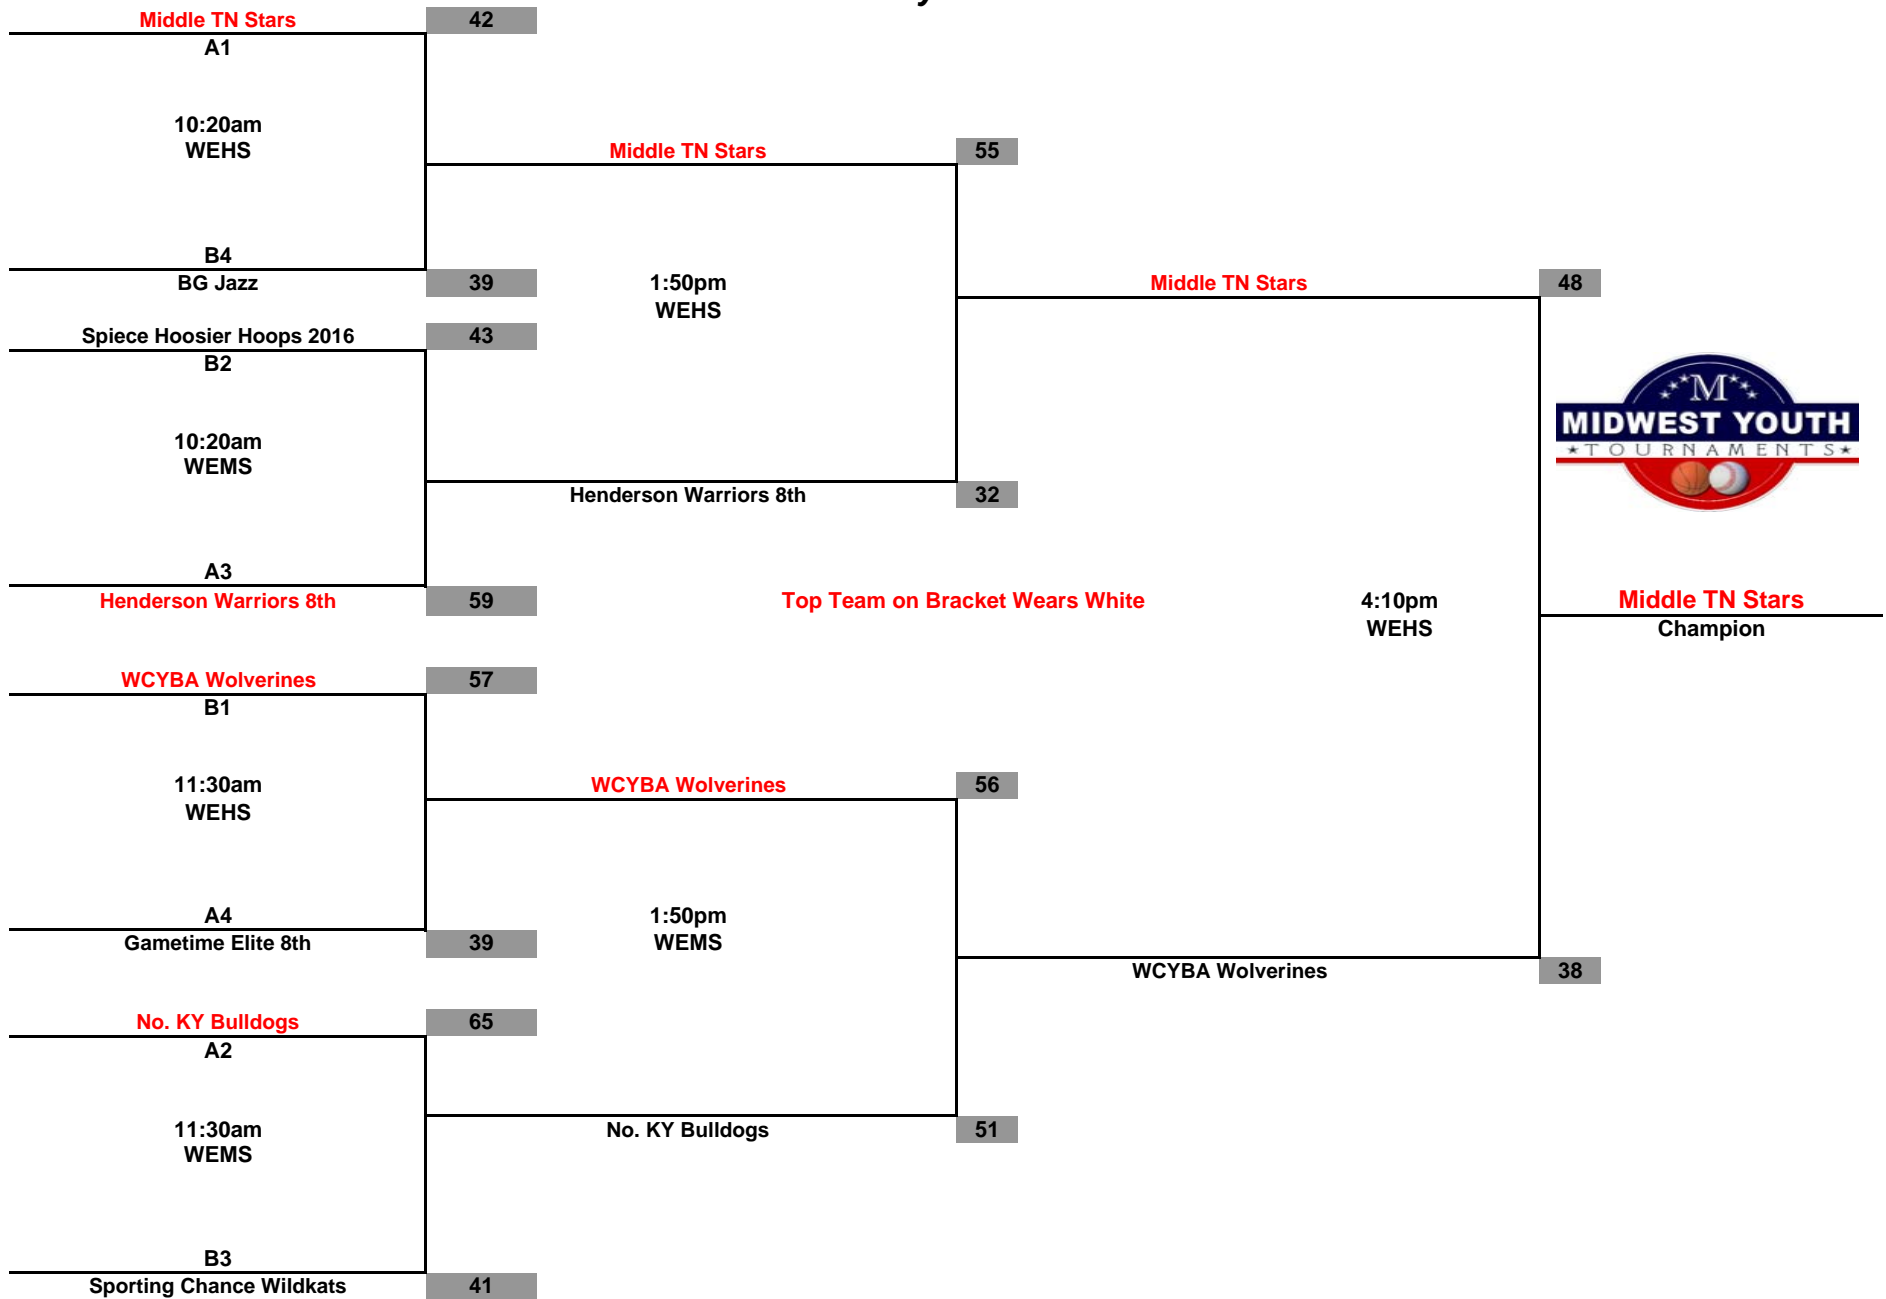 Middle TN Stars 42
A1
10:20am
WEHS
Middle TN Stars 55
B4
BG Jazz 39
1:50pm
WEHS
Middle TN Stars 48
Spiece Hoosier Hoops 2016 43
B2
10:20am
WEMS
M
MIDWEST YOUTH
TOURNAMENTS
Henderson Warriors 8th 32
A3
Henderson Warriors 8th 59
Top Team on Bracket Wears White
4:10pm
WEHS
Middle TN Stars
Champion
WCYBA Wolverines 57
B1
11:30am
WEHS
WCYBA Wolverines 56
A4
Gametime Elite 8th 39
1:50pm
WEMS
WCYBA Wolverines 38
No. KY Bulldogs 65
A2
11:30am
WEMS
No. KY Bulldogs 51
B3
Sporting Chance Wildkats 41